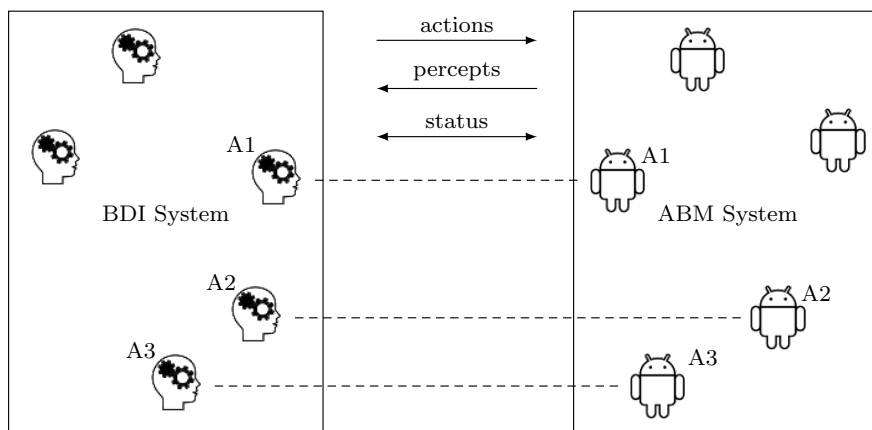 actions
percepts
status
A1
BDI System
A2
A3
A1
ABM System
A2
A3